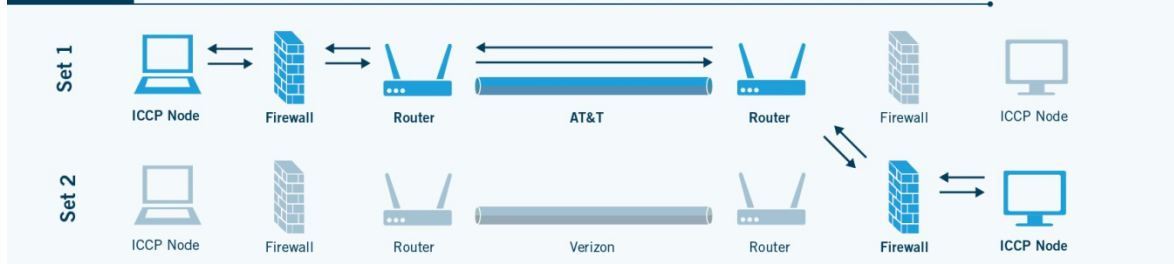 Set 1
ICCP Node
Firewall
Router
AT&T
Router
Firewall
ICCP Node
Set 2
ICCP Node
Firewall
Router
Verizon
Router
Firewall
ICCP Node